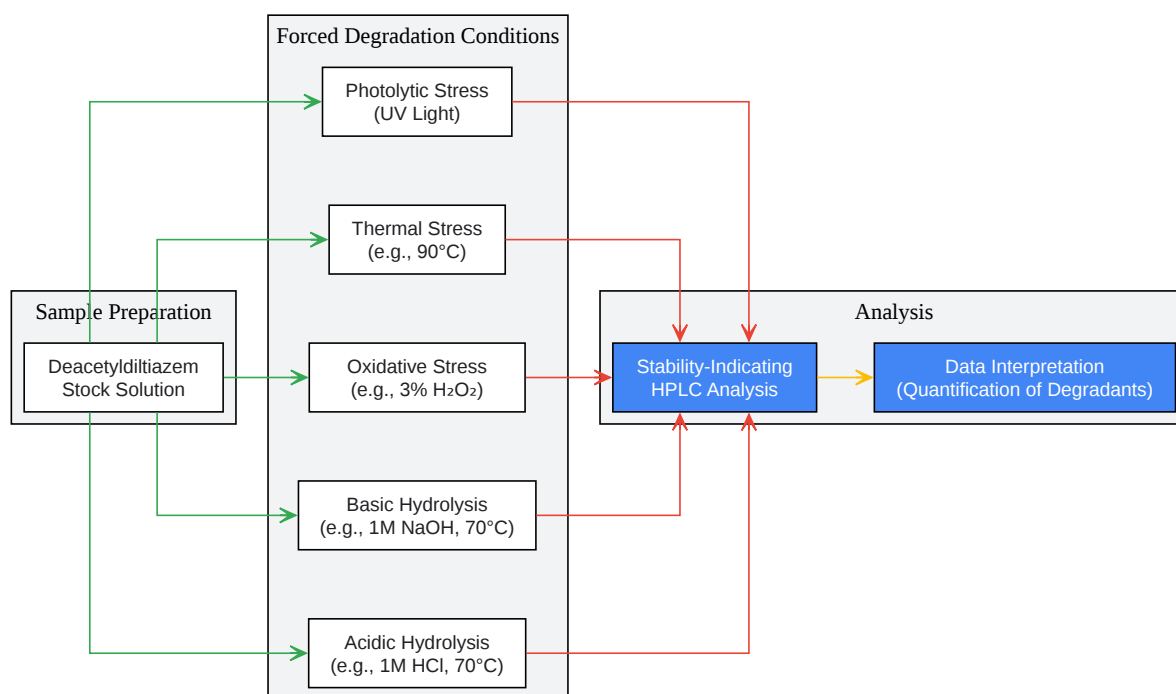 Forced Degradation Conditions
Photolytic Stress
(UV Light)
Thermal Stress
(e.g., 90°C)
Sample Preparation
Deacetyldiltiazem
Stock Solution
Oxidative Stress
(e.g., 3% H₂O₂)
Analysis
Stability-Indicating
HPLC Analysis
Data Interpretation
(Quantification of Degradants)
Basic Hydrolysis
(e.g., 1M NaOH, 70°C)
Acidic Hydrolysis
(e.g., 1M HCl, 70°C)